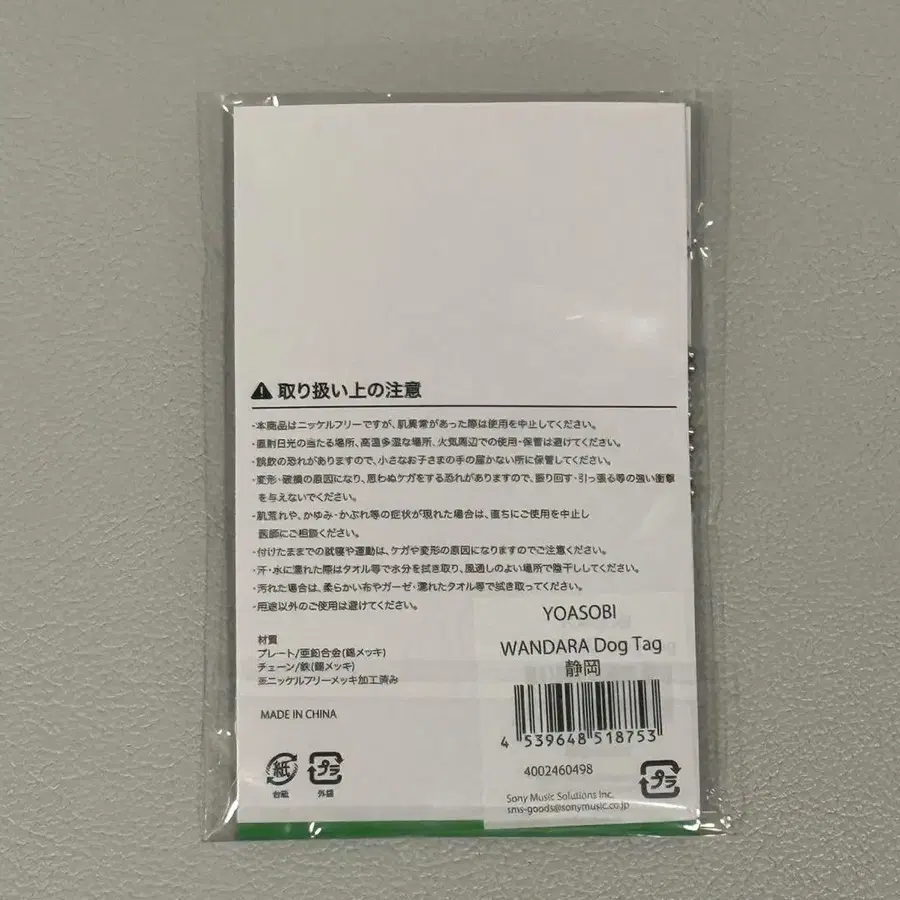 ⚠ 取り扱い上の注意
・本商品はニッケルフリーですが、肌異常があった際は使用を中止してください。
・直射日光の当たる場所、高温多湿な場所、火気周辺での使用・保管は避けてください。
・誤飲の恐れがありますので、小さなお子さまの手の届かない所に保管してください。
・変形・破損の原因になり、思わぬケガをする恐れがありますので、振り回す・引っ張る等の強い衝撃
を与えないでください。
・肌荒れや、かゆみ・かぶれ等の症状が現れた場合は、直ちにご使用を中止し
医師にご相談ください。
・付けたままでの就寝や運動は、ケガや変形の原因になりますのでご注意ください。
・汗・水に濡れた際はタオル等で水分を拭き取り、風通しのよい場所で陰干ししてください。
・汚れた場合は、柔らかい布やガーゼ・濡れたタオル等で拭き取ってください。
・用途以外のご使用は避けてください。
材質
プレート/亜鉛合金(錫メッキ)
チェーン/鉄(錫メッキ)
※ニッケルフリーメッキ加工済み
MADE IN CHINA
紙
台紙
プラ
外袋
YOASOBI
WANDARA Dog Tag
静岡
4 539648 518753
4002460498
プラ
Sony Music Solutions Inc.
sms-goods@sonymusic.co.jp